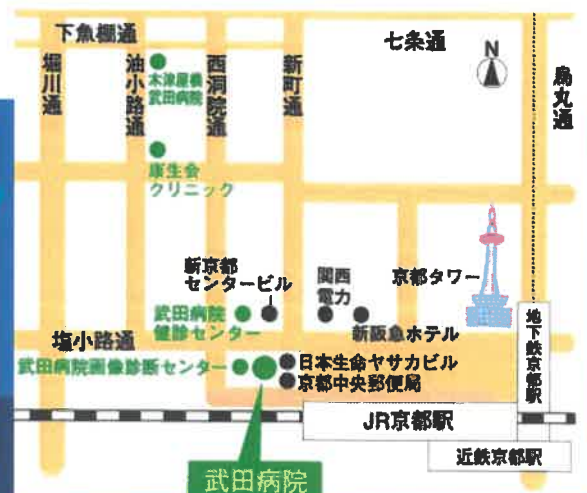 下魚棚通
七条通
N
堀川通
油小路通
木津屋橋
武田病院
西洞院通
新町通
烏丸通
康生会
クリニック
新京都
センタービル
関西
電力
京都タワー
武田病院
健診センター
新阪急ホテル
地下鉄京都駅
塩小路通
武田病院画像診断センター
日本生命ヤサカビル
京都中央郵便局
JR京都駅
近鉄京都駅
武田病院